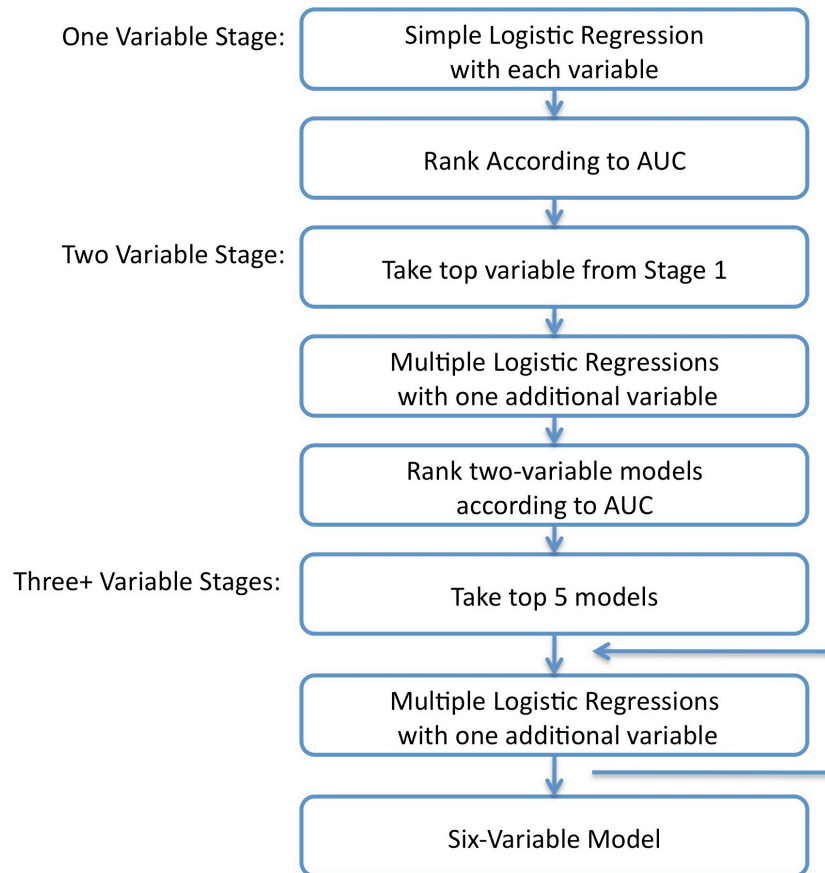 One Variable Stage:
Simple Logistic Regression
with each variable
Rank According to AUC
Two Variable Stage:
Take top variable from Stage 1
Multiple Logistic Regressions
with one additional variable
Rank two-variable models
according to AUC
Three+ Variable Stages:
Take top 5 models
Multiple Logistic Regressions
with one additional variable
Six-Variable Model